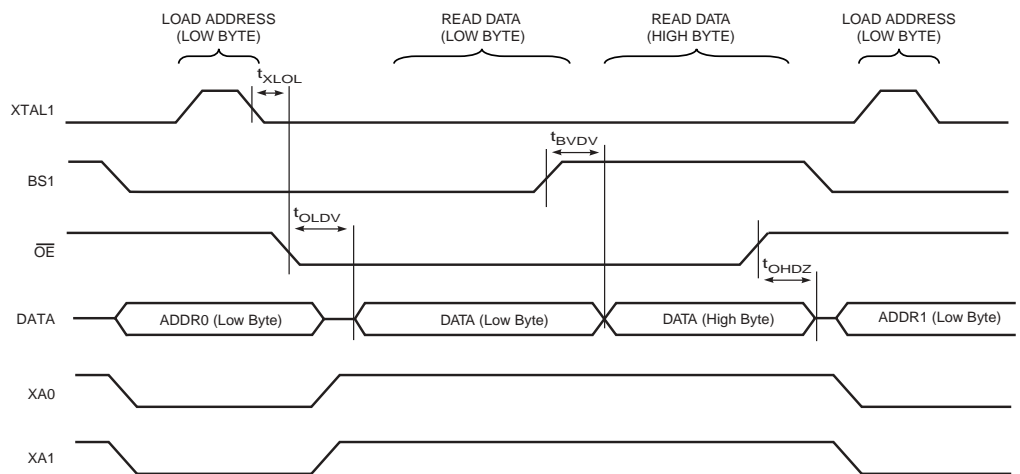 LOAD ADDRESS
(LOW BYTE)
READ DATA
(LOW BYTE)
READ DATA
(HIGH BYTE)
LOAD ADDRESS
(LOW BYTE)
tXLOL
XTAL1
tBVDV
BS1
tOLDV
OE
tOHDZ
DATA
ADDR0 (Low Byte)
DATA (Low Byte)
DATA (High Byte)
ADDR1 (Low Byte)
XA0
XA1